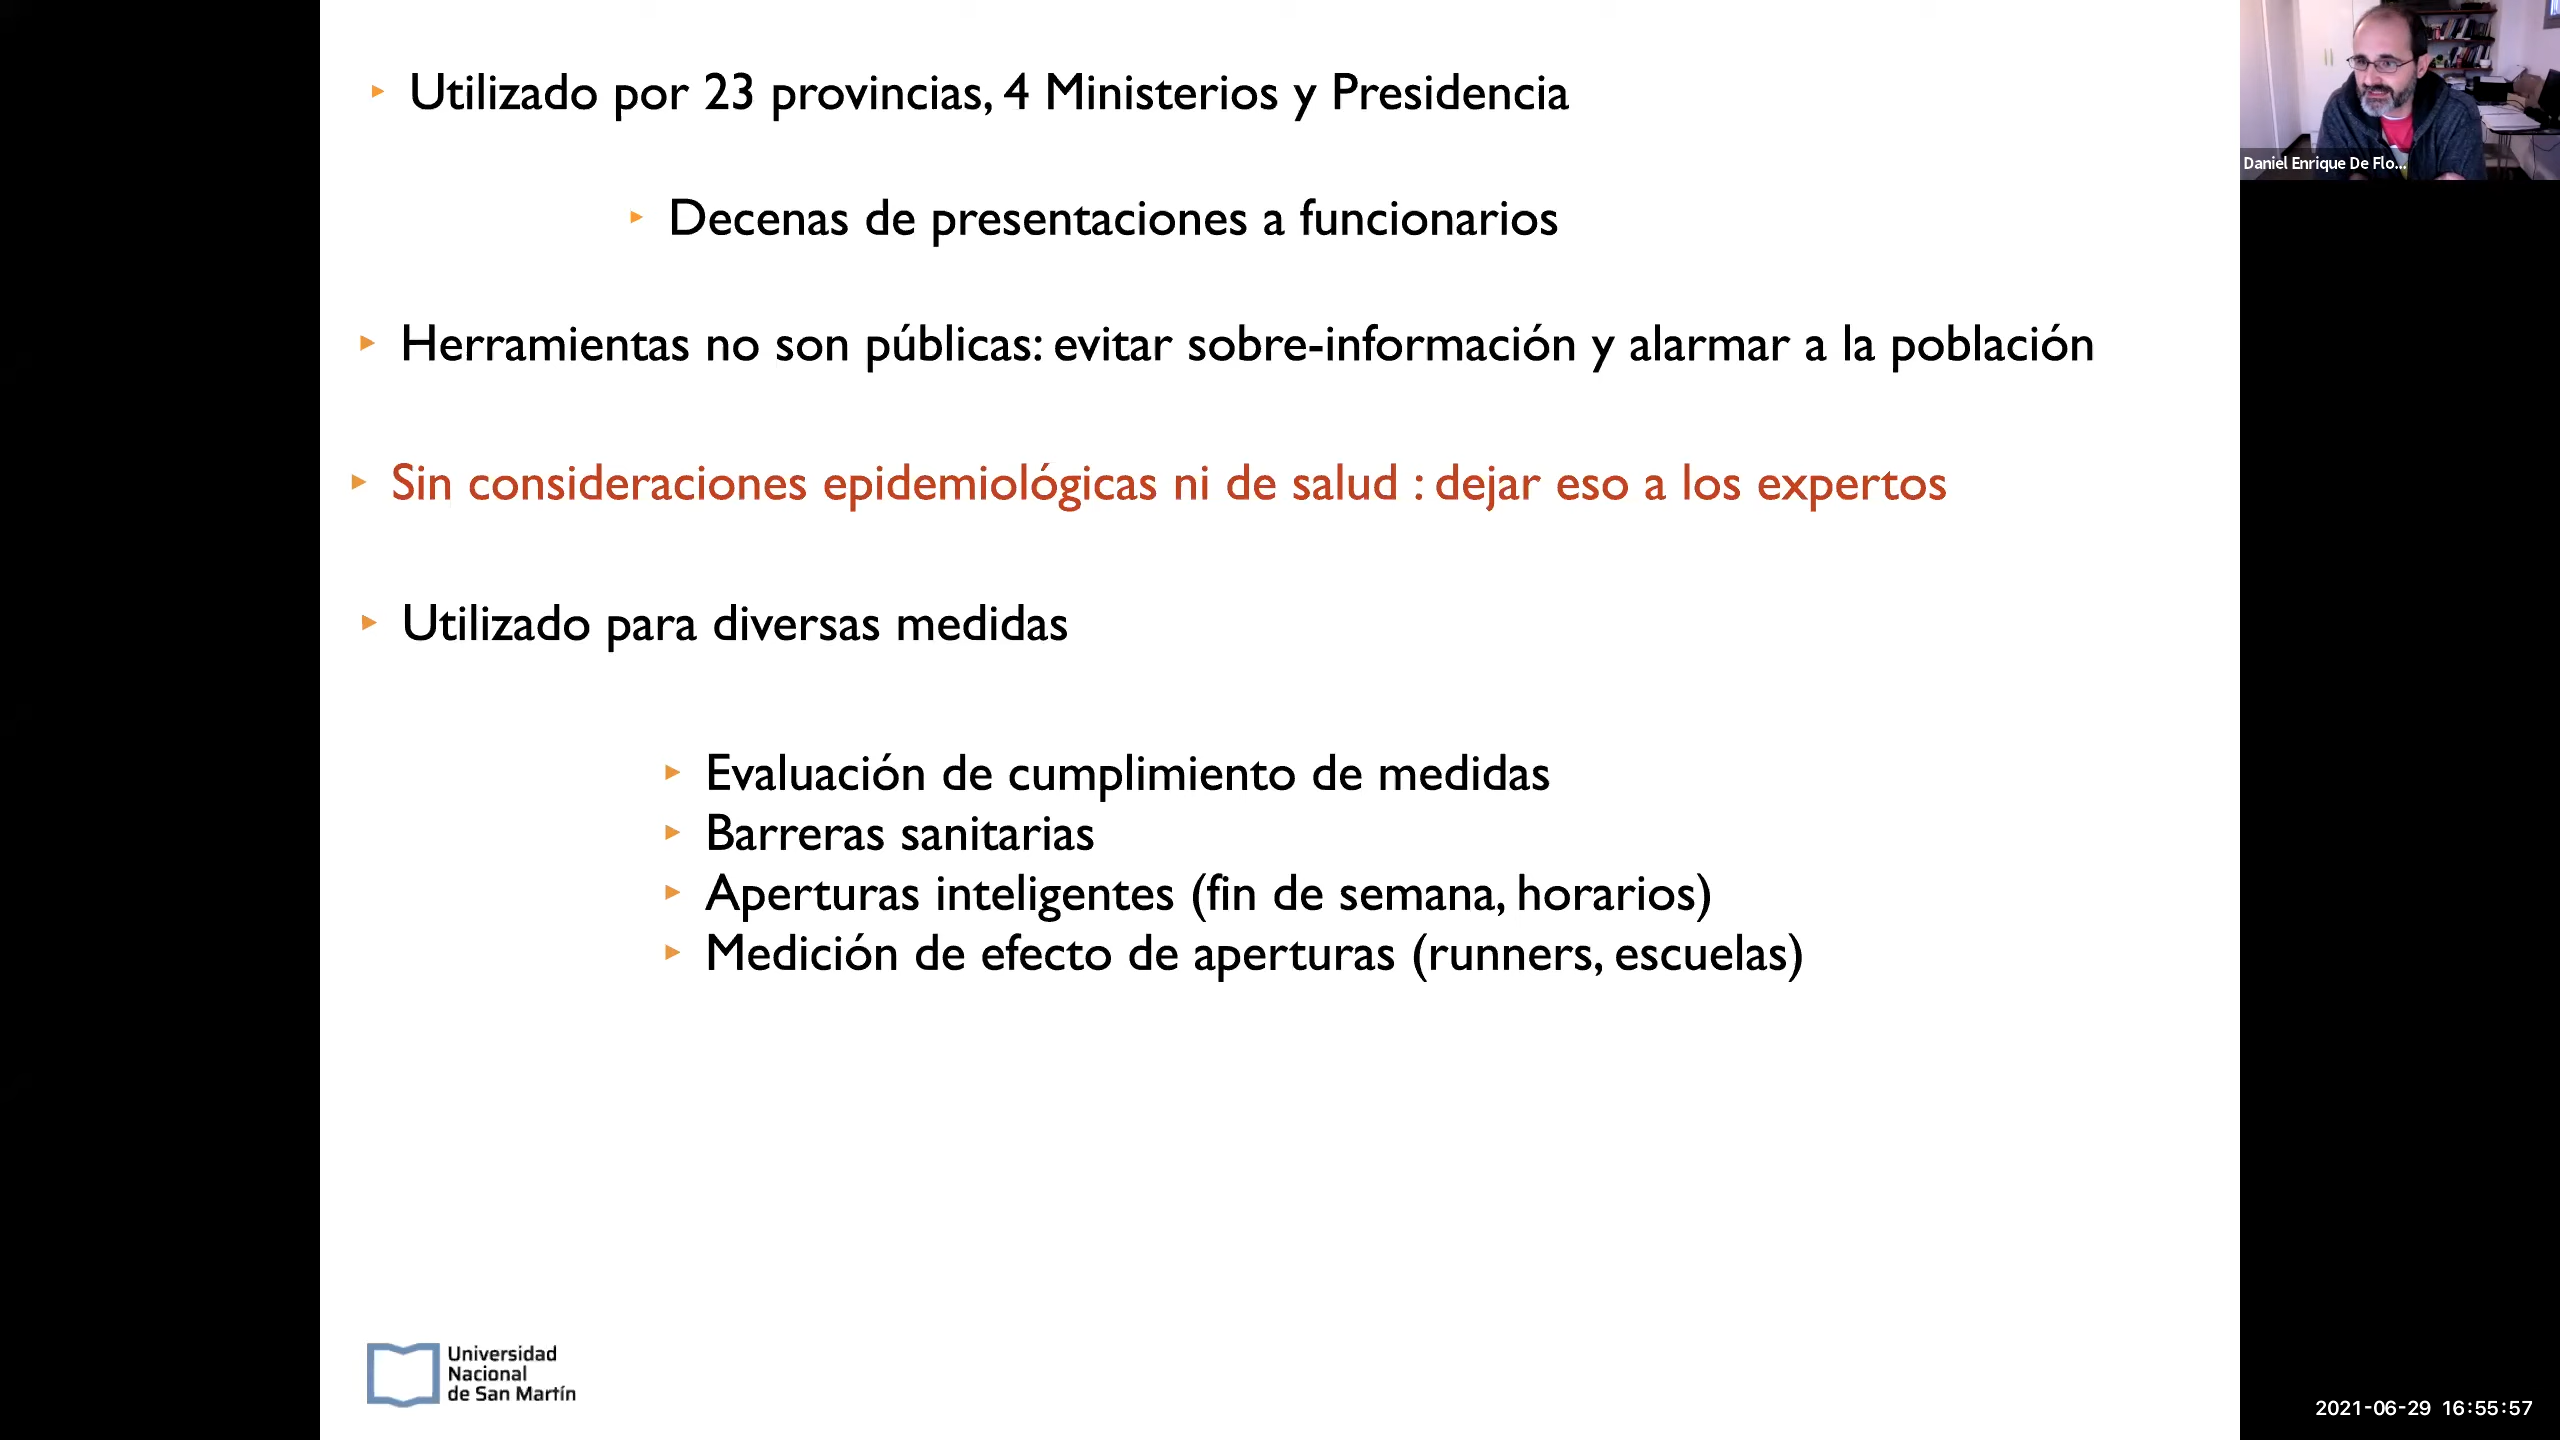 Utilizado por 23 provincias, 4 Ministerios y Presidencia
Decenas de presentaciones a funcionarios
Herramientas no son públicas: evitar sobre-información y alarmar a la población
Sin consideraciones epidemiológicas ni de salud : dejar eso a los expertos
Utilizado para diversas medidas
Evaluación de cumplimiento de medidas
Barreras sanitarias
Aperturas inteligentes (fin de semana, horarios)
Medición de efecto de aperturas (runners, escuelas)
Universidad
Nacional
de San Martín
Daniel Enrique De Flo...
2021-06-29 16:55:57